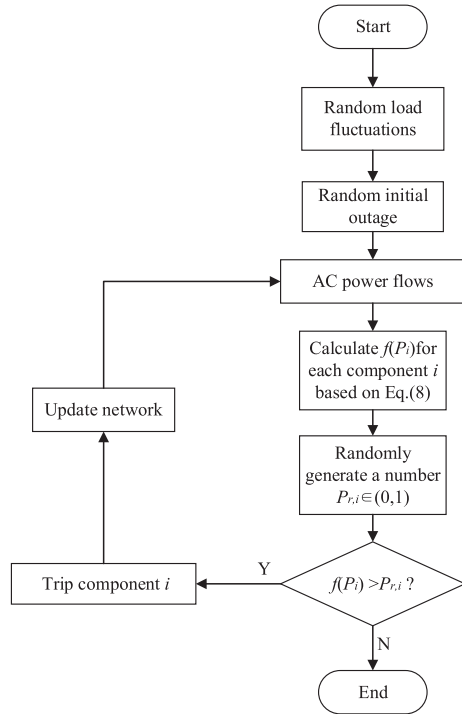 Start
Random load
fluctuations
Random initial
outage
AC power flows
Calculate f(Pi)for
each component i
based on Eq.(8)
Update network
Randomly
generate a number
Pr,i∈(0,1)
Y
Trip component i
f(Pi) >Pr,i ?
N
End